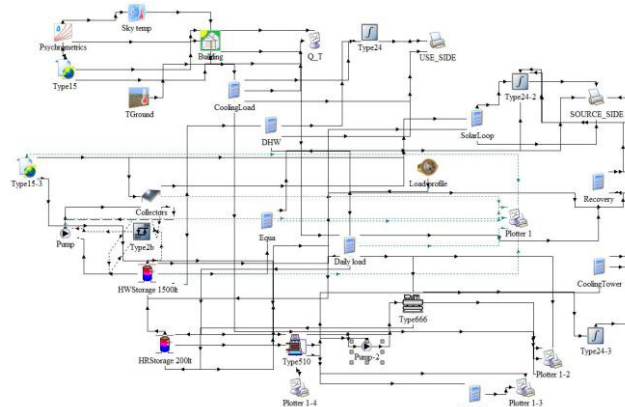 Sky temp
Psychrometrics
Building
Type24
Q_T
USE_SIDE
Type15
CoolingLoad
TGround
Type24-2
SOURCE_SIDE
DHW
SolarLoop
Type15-3
Collectors
Recovery
Pump
Type2b
Equa
Plotter 1
Daily load
HWStorage 1500lt
CoolingTower
Type666
HRStorage 200lt
Type510
Pump-2
Plotter 1-2
Type24-3
Plotter 1-4
Plotter 1-3